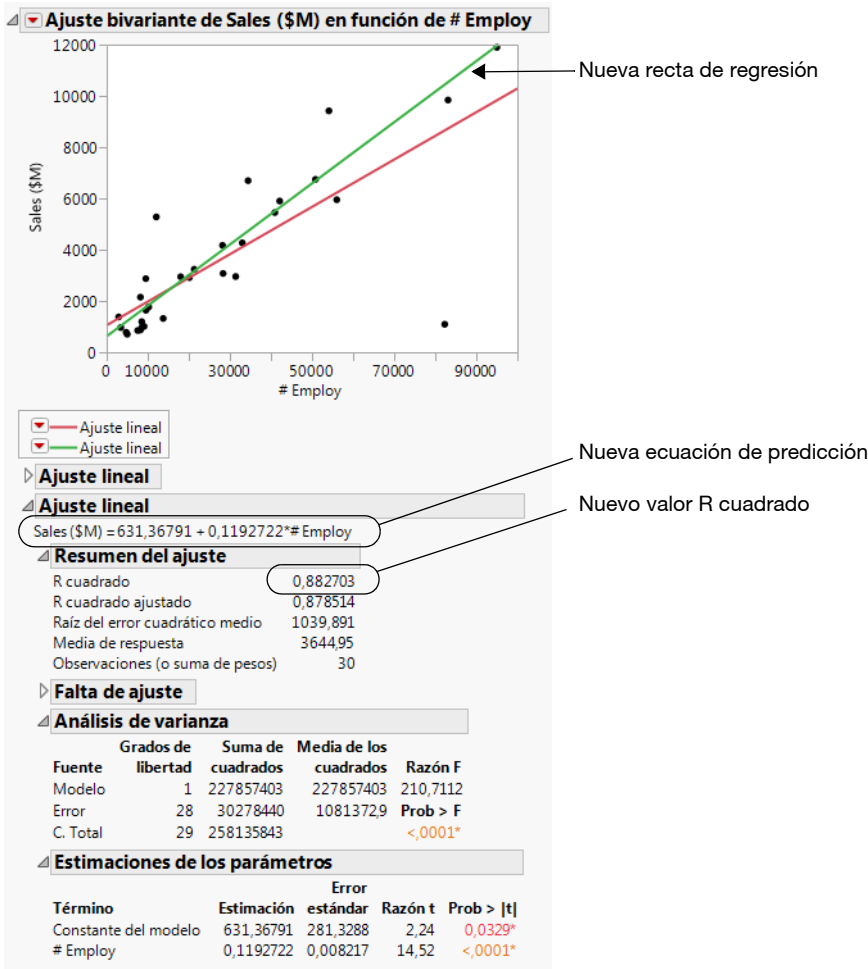 Ajuste bivariante de Sales ($M) en función de # Employ
12000
10000
8000
6000
4000
2000
0
Sales ($M)
0 10000 30000 50000 70000 90000
# Employ
Nueva recta de regresión
Ajuste lineal
Ajuste lineal
Nueva ecuación de predicción
Ajuste lineal
Nuevo valor R cuadrado
Ajuste lineal
Sales ($M) = 631,36791 + 0,1192722*# Employ
Resumen del ajuste
R cuadrado 0,882703
R cuadrado ajustado 0,878514
Raíz del error cuadrático medio 1039,891
Media de respuesta 3644,95
Observaciones (o suma de pesos) 30
Falta de ajuste
Análisis de varianza
Grados de Suma de Media de los
Fuente libertad cuadrados cuadrados Razón F
Modelo 1 227857403 227857403 210,7112
Error 28 30278440 1081372,9 Prob > F
C. Total 29 258135843 <,0001*
Estimaciones de los parámetros
Error
Término Estimación estándar Razón t Prob > |t|
Constante del modelo 631,36791 281,3288 2,24 0,0329*
# Employ 0,1192722 0,008217 14,52 <,0001*